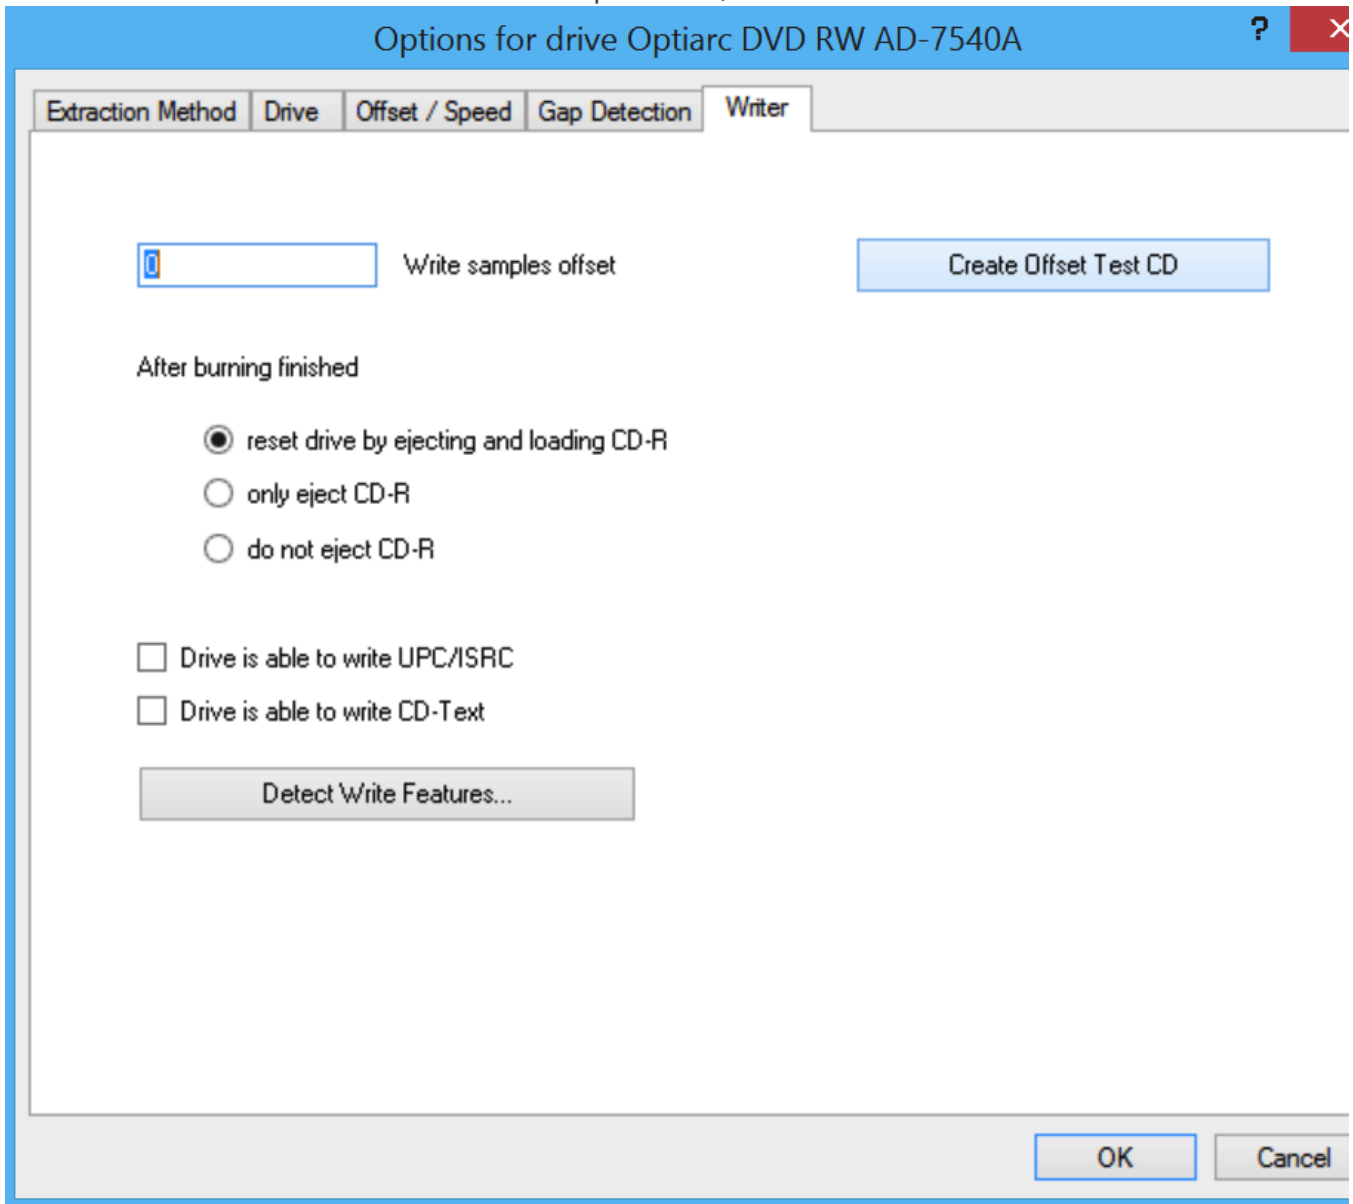 Options for drive Optiarc DVD RW AD-7540A ?
Extraction Method Drive Offset / Speed Gap Detection Writer
0 Write samples offset Create Offset Test CD
After burning finished
reset drive by ejecting and loading CD-R
only eject CD-R
do not eject CD-R
Drive is able to write UPC/ISRC
Drive is able to write CD-Text
Detect Write Features...
OK Cancel